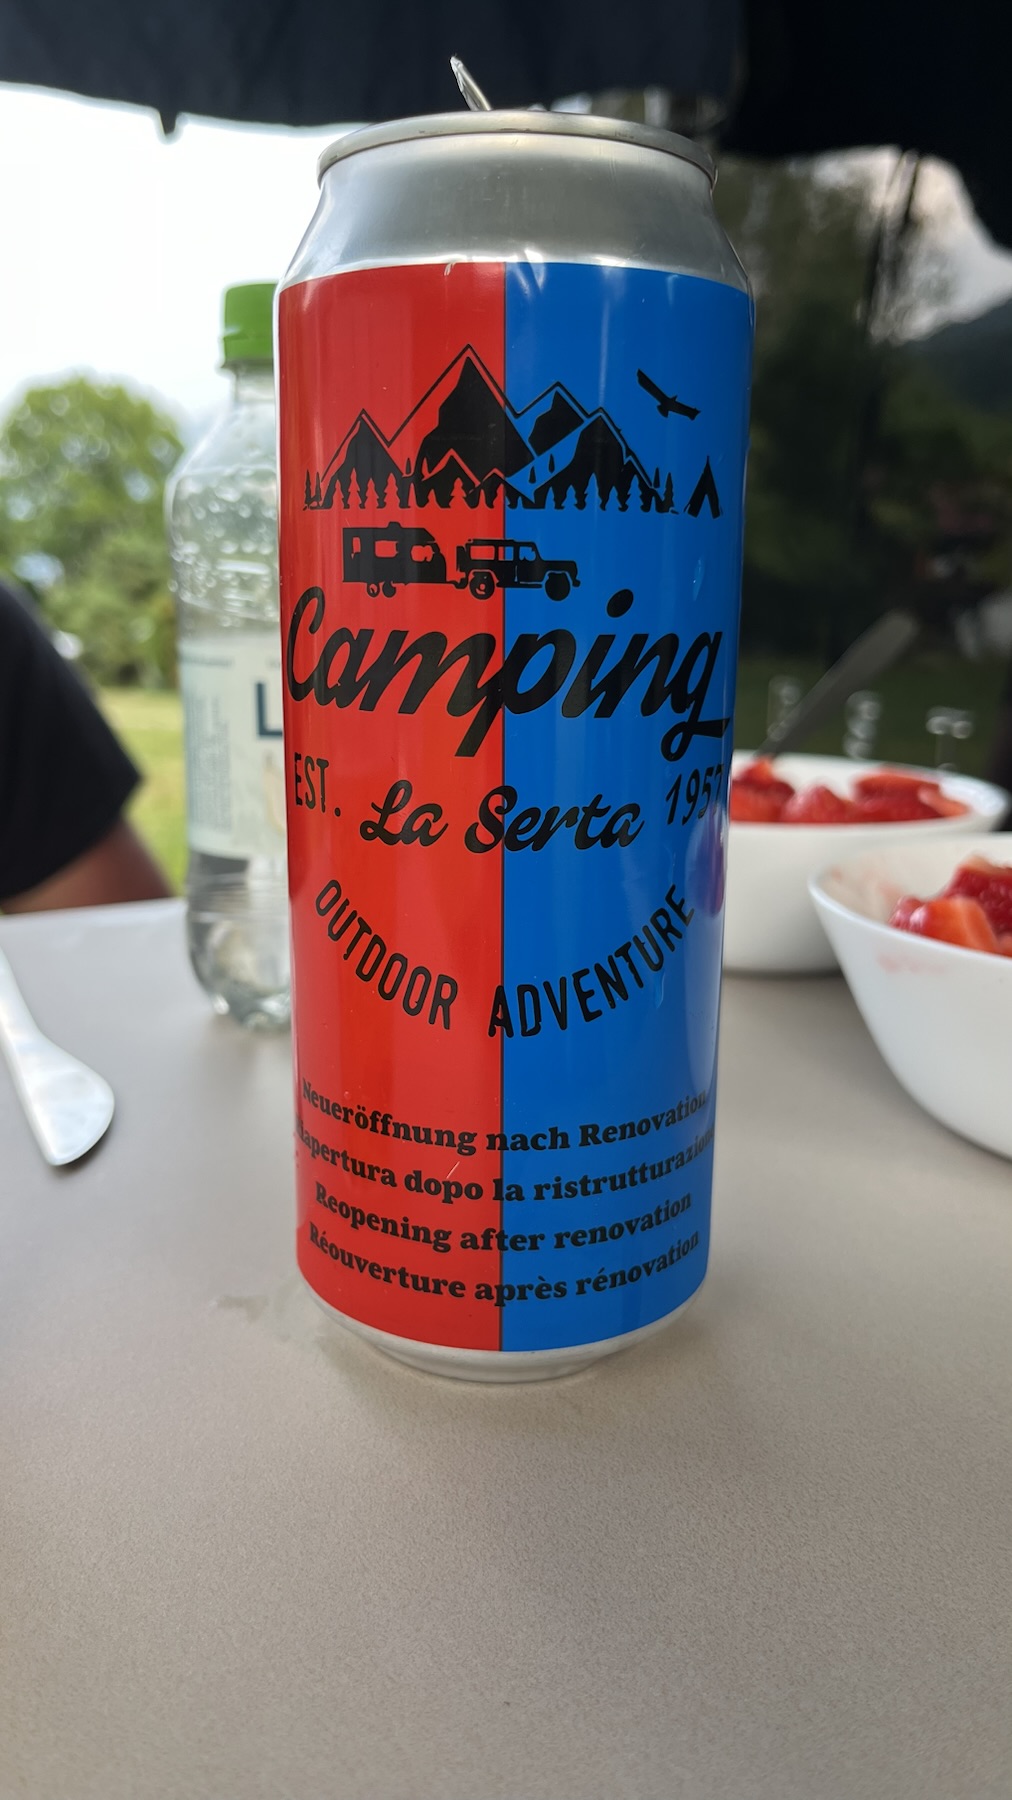 Camping
EST. La Serta 1957
OUTDOOR ADVENTURE
Neueröffnung nach Renovation
Riapertura dopo la ristrutturazione
Reopening after renovation
Réouverture après rénovation
L